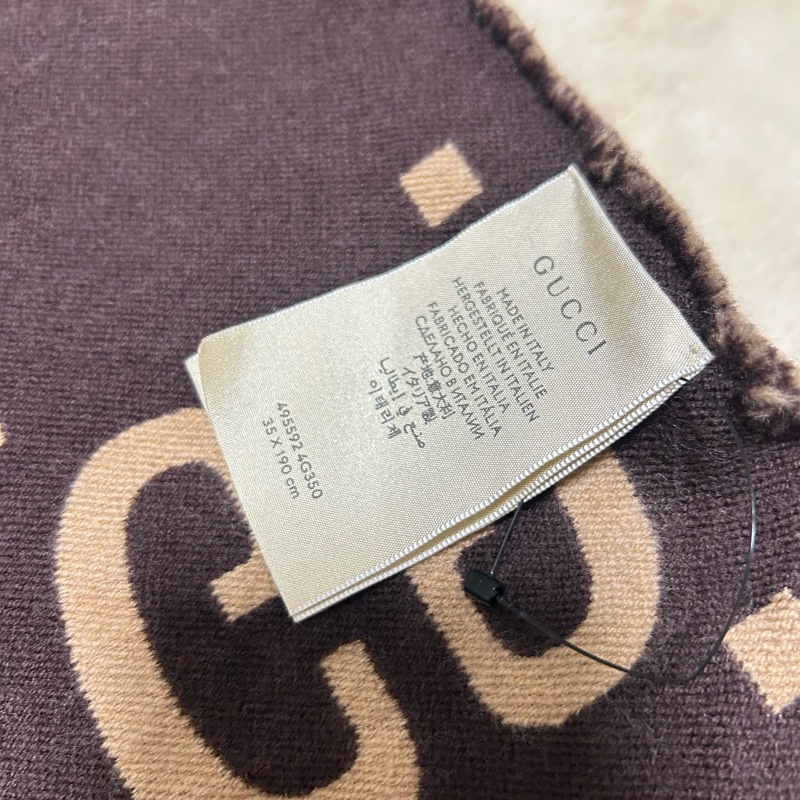 GUCCI
MADE IN ITALY
FABRIQUÉ EN ITALIE
HERGESTELLT IN ITALIEN
HECHO EN ITALIA
FABRICADO EM ITÁLIA
СДЕЛАНО В ИТАЛИИ
产地:意大利
イタリア製
صنع في إيطاليا
이태리제
495592 4G350
35 X 190 cm